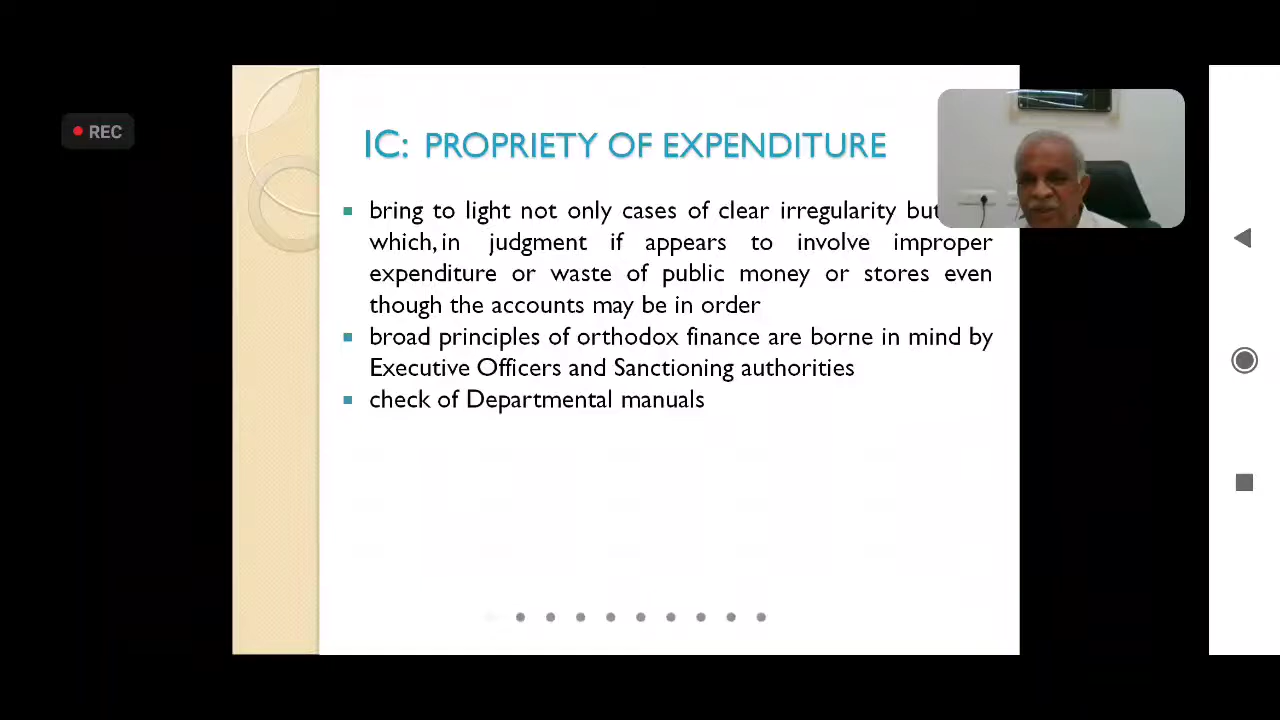 REC
IC: PROPRIETY OF EXPENDITURE
bring to light not only cases of clear irregularity but
which, in judgment if appears to involve improper
expenditure or waste of public money or stores even
though the accounts may be in order
broad principles of orthodox finance are borne in mind by
Executive Officers and Sanctioning authorities
check of Departmental manuals